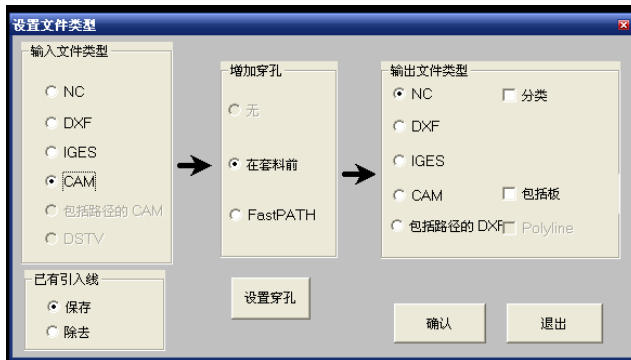 设置文件类型
输入文件类型
NC
DXF
IGES
CAM
包括路径的 CAM
DSTV
已有引入线
保存
除去
增加穿孔
无
在套料前
FastPATH
设置穿孔
输出文件类型
NC
分类
DXF
IGES
CAM
包括板
包括路径的 DXF
Polyline
确认
退出